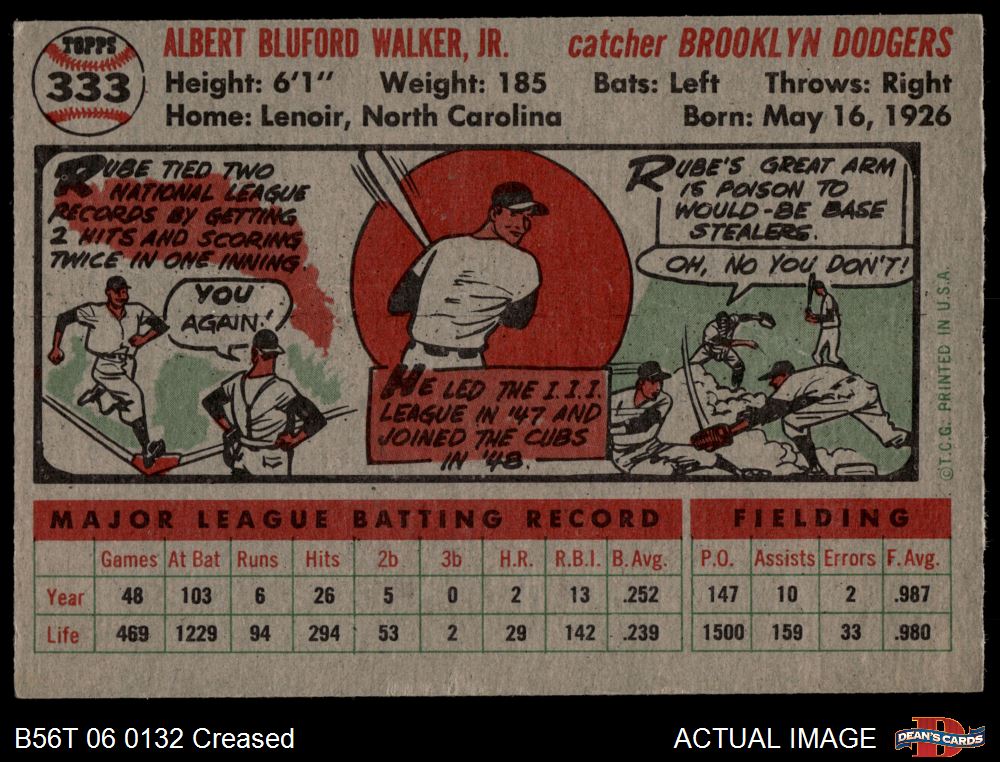 TOPPS
333
ALBERT BLUFORD WALKER, JR. catcher BROOKLYN DODGERS
Height: 6'1" Weight: 185 Bats: Left Throws: Right
Home: Lenoir, North Carolina Born: May 16, 1926
RUBE TIED TWO
NATIONAL LEAGUE
RECORDS BY GETTING
2 HITS AND SCORING
TWICE IN ONE INNING.
YOU
AGAIN!
HE LED THE I.I.I.
LEAGUE IN '47 AND
JOINED THE CUBS
IN '48.
RUBE'S GREAT ARM
IS POISON TO
WOULD-BE BASE
STEALERS.
OH, NO YOU DON'T!
©T.C.G. PRINTED IN U.S.A.
MAJOR LEAGUE BATTING RECORD FIELDING
Games At Bat Runs Hits 2b 3b H.R. R.B.I. B. Avg. P.O. Assists Errors F. Avg.
Year 48 103 6 26 5 0 2 13 .252 147 10 2 .987
Life 469 1229 94 294 53 2 29 142 .239 1500 159 33 .980
B56T 06 0132 Creased ACTUAL IMAGE
D
DEAN'S CARDS